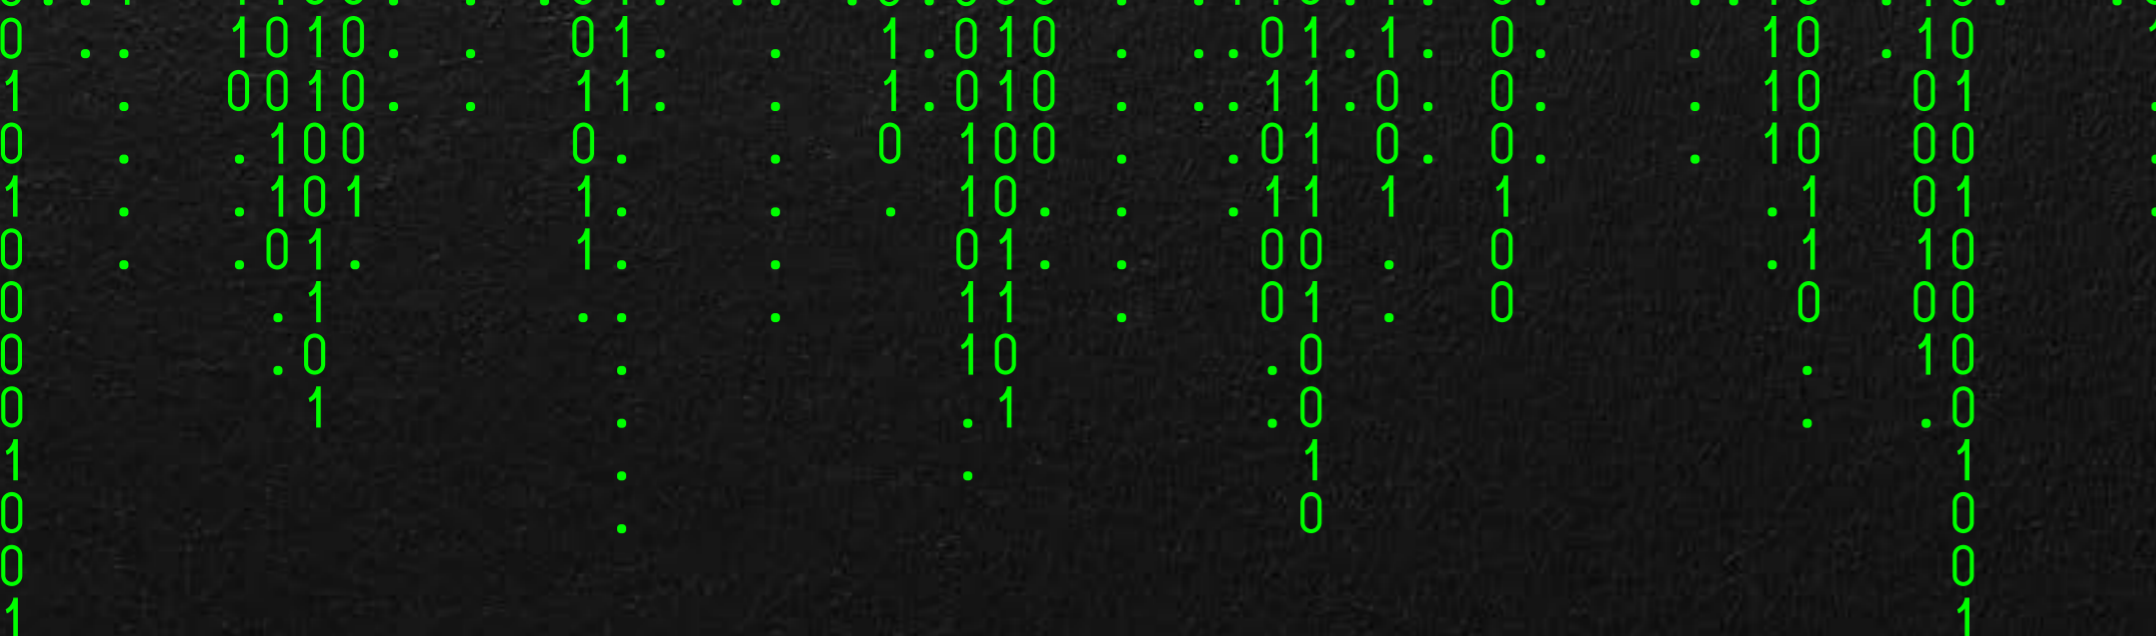 0 .. 1010. . 01. . 1.010 . ..01.1. 0. . 10 .10
1 . 0010. . 11. . 1.010 . ..11.0. 0. . 10 01
0 . .100 0. . 0 100 . .01 0. 0. . 10 00
1 . .101 1. . . 10. . .11 1 1 .1 01
0 . .01. 1. . 01. . 00 . 0 .1 10
0 .1 .. . 11 . 01 . 0 0 00
0 .0 . 10 .0 . 10
0 1 . .1 .0 . .0
1 . . 1 1
0 . 0 0
0 0
1 1